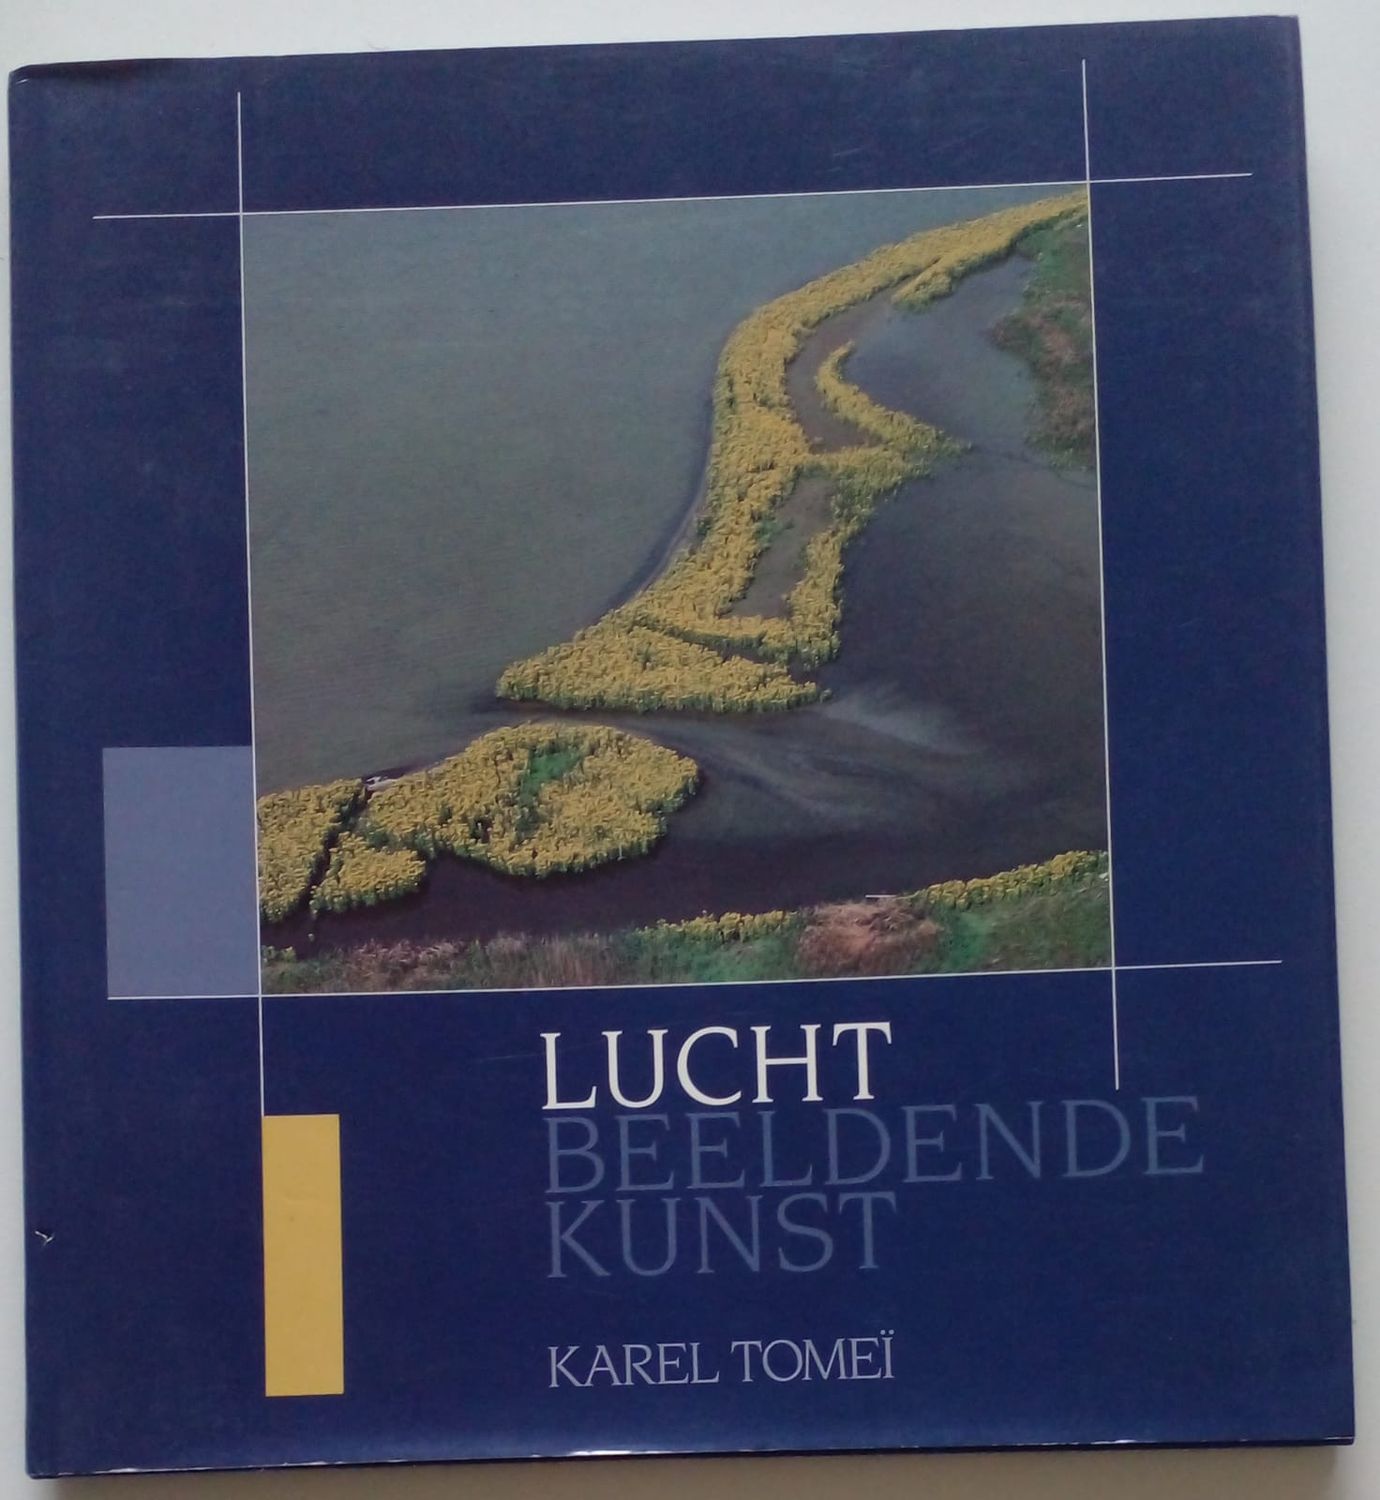 LUCHT
BEELDENDE
KUNST
KAREL TOMEÏ